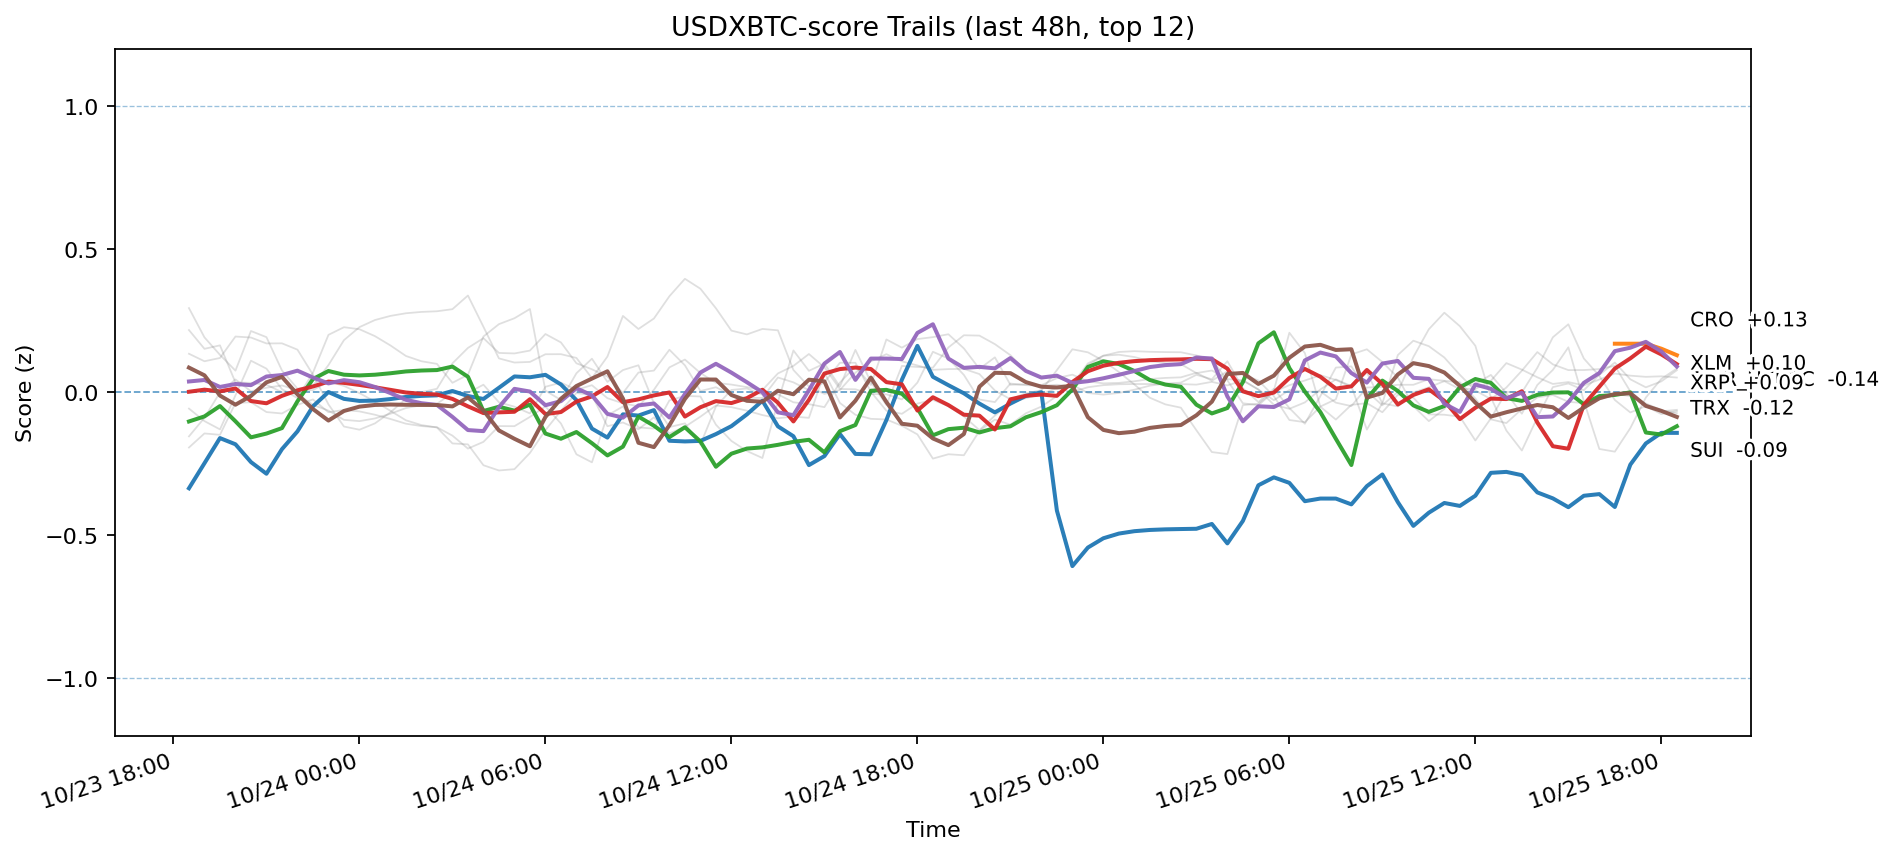 USDXBTC-score Trails (last 48h, top 12)
Score (z)
1.0
0.5
0.0
−0.5
−1.0
CRO +0.13
XLM +0.10
XRP +0.09
-0.14
TRX -0.12
SUI -0.09
10/23 18:00
10/24 00:00
10/24 06:00
10/24 12:00
10/24 18:00
10/25 00:00
10/25 06:00
10/25 12:00
10/25 18:00
Time